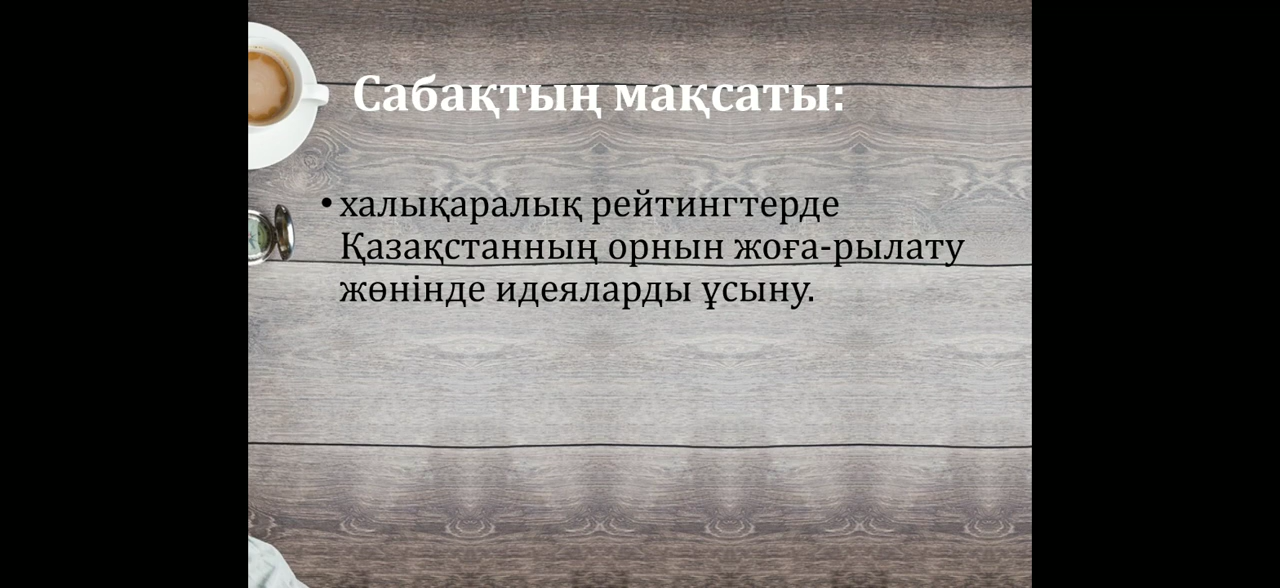 Сабақтың мақсаты:
• халықаралық рейтингтерде
Қазақстанның орнын жоға-рылату
жөнінде идеяларды ұсыну.